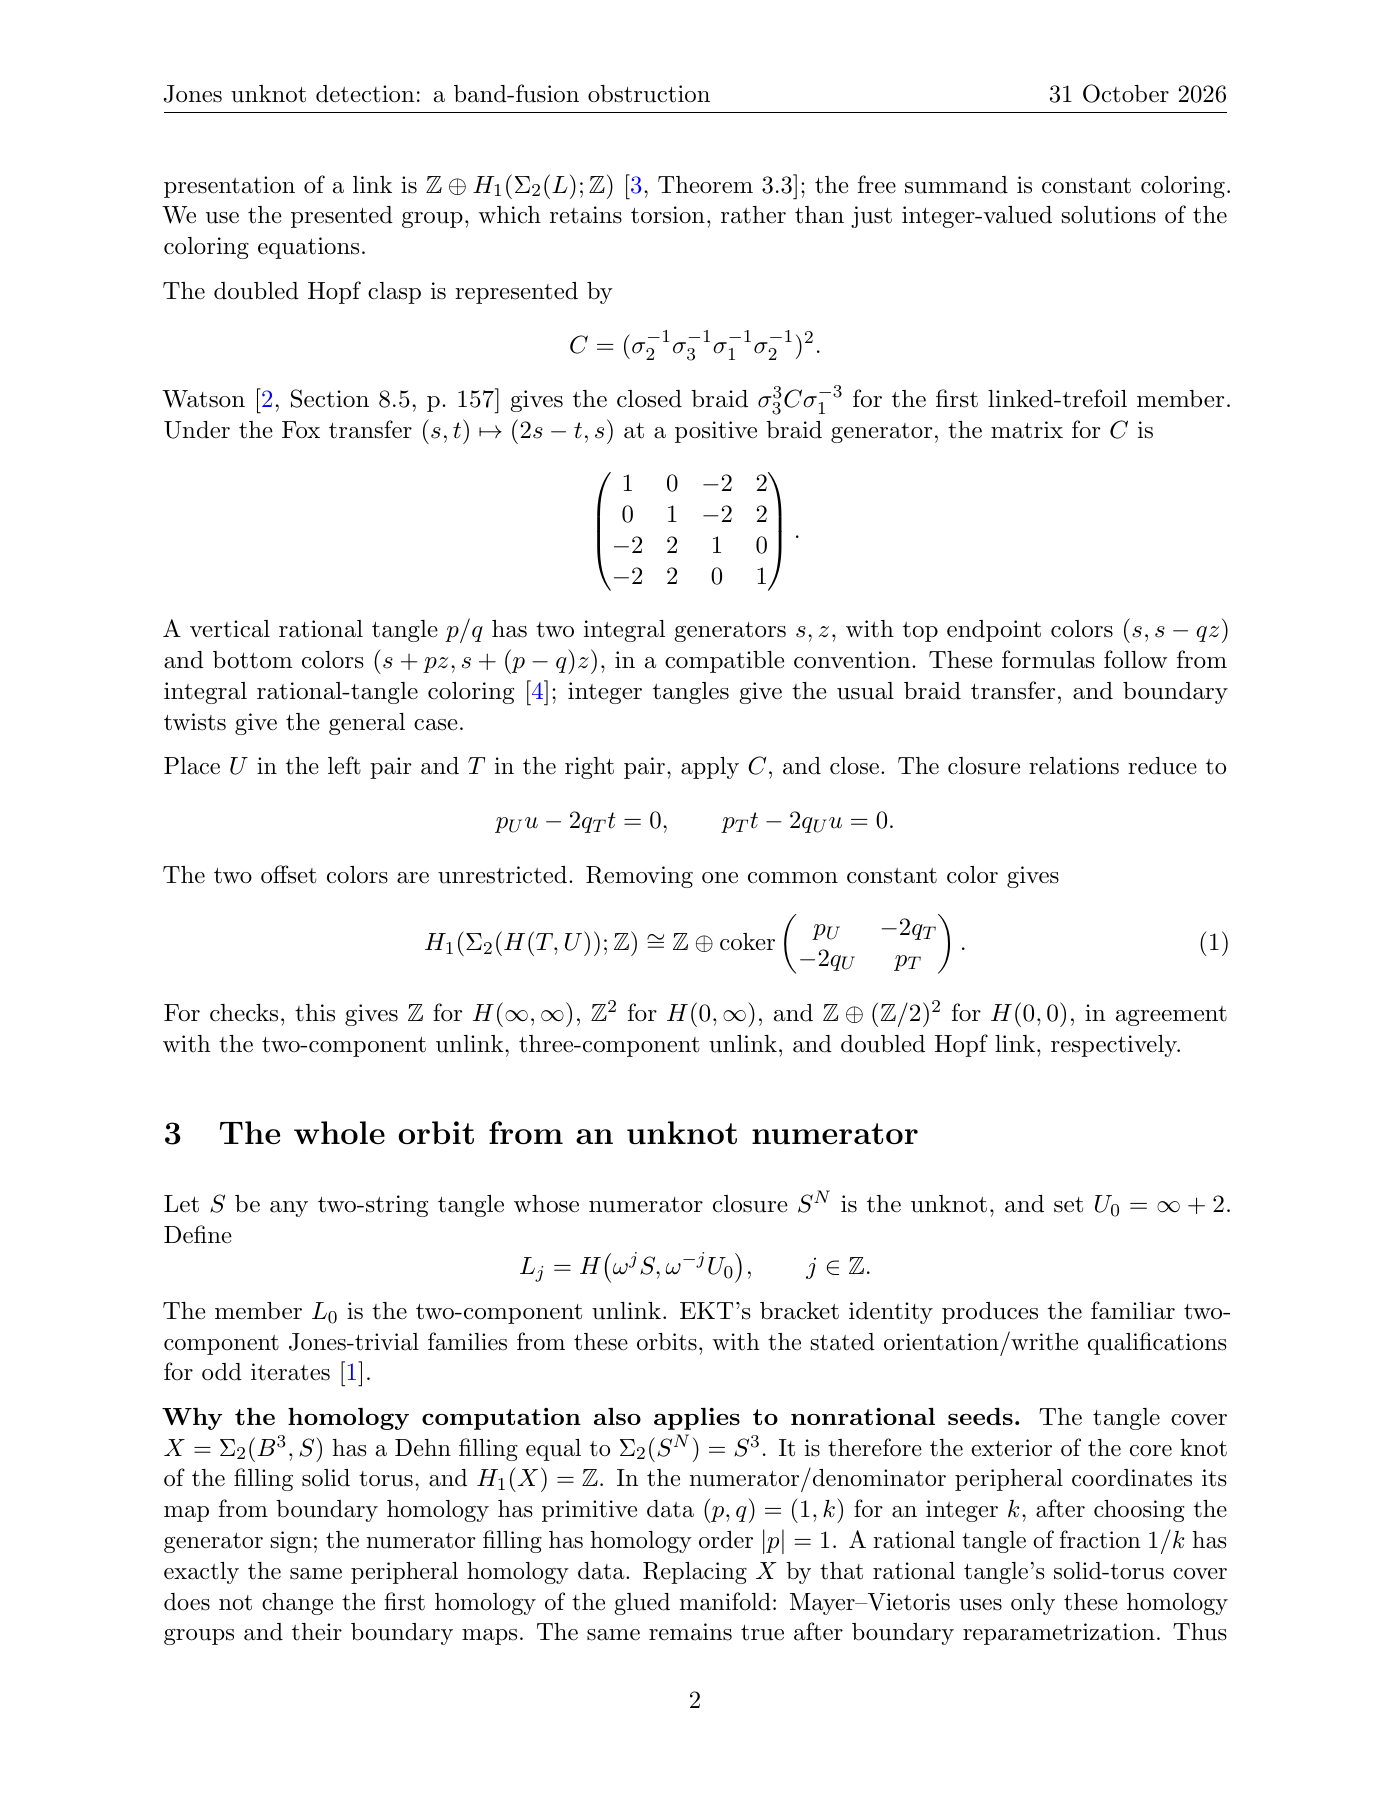 Jones unknot detection: a band-fusion obstruction 31 October 2026
presentation of a link is ℤ ⊕ H₁(Σ₂(L); ℤ) [3, Theorem 3.3]; the free summand is constant coloring.
We use the presented group, which retains torsion, rather than just integer-valued solutions of the
coloring equations.
The doubled Hopf clasp is represented by
C = (σ₂⁻¹σ₃⁻¹σ₁⁻¹σ₂⁻¹)².
Watson [2, Section 8.5, p. 157] gives the closed braid σ₃³Cσ₁⁻³ for the first linked-trefoil member.
Under the Fox transfer (s, t) ↦ (2s − t, s) at a positive braid generator, the matrix for C is
1 0 −2 2
0 1 −2 2
−2 2 1 0
−2 2 0 1 .
A vertical rational tangle p/q has two integral generators s, z, with top endpoint colors (s, s − qz)
and bottom colors (s + pz, s + (p − q)z), in a compatible convention. These formulas follow from
integral rational-tangle coloring [4]; integer tangles give the usual braid transfer, and boundary
twists give the general case.
Place U in the left pair and T in the right pair, apply C, and close. The closure relations reduce to
p_U u − 2q_T t = 0, p_T t − 2q_U u = 0.
The two offset colors are unrestricted. Removing one common constant color gives
H₁(Σ₂(H(T, U)); ℤ) ≅ ℤ ⊕ coker ( p_U −2q_T
−2q_U p_T ) . (1)
For checks, this gives ℤ for H(∞, ∞), ℤ² for H(0, ∞), and ℤ ⊕ (ℤ/2)² for H(0, 0), in agreement
with the two-component unlink, three-component unlink, and doubled Hopf link, respectively.
3 The whole orbit from an unknot numerator
Let S be any two-string tangle whose numerator closure Sᴺ is the unknot, and set U₀ = ∞ + 2.
Define
L_j = H(ω^j S, ω^{−j} U₀), j ∈ ℤ.
The member L₀ is the two-component unlink. EKT's bracket identity produces the familiar two-
component Jones-trivial families from these orbits, with the stated orientation/writhe qualifications
for odd iterates [1].
Why the homology computation also applies to nonrational seeds. The tangle cover
X = Σ₂(B³, S) has a Dehn filling equal to Σ₂(Sᴺ) = S³. It is therefore the exterior of the core knot
of the filling solid torus, and H₁(X) = ℤ. In the numerator/denominator peripheral coordinates its
map from boundary homology has primitive data (p, q) = (1, k) for an integer k, after choosing the
generator sign; the numerator filling has homology order |p| = 1. A rational tangle of fraction 1/k has
exactly the same peripheral homology data. Replacing X by that rational tangle's solid-torus cover
does not change the first homology of the glued manifold: Mayer–Vietoris uses only these homology
groups and their boundary maps. The same remains true after boundary reparametrization. Thus
2